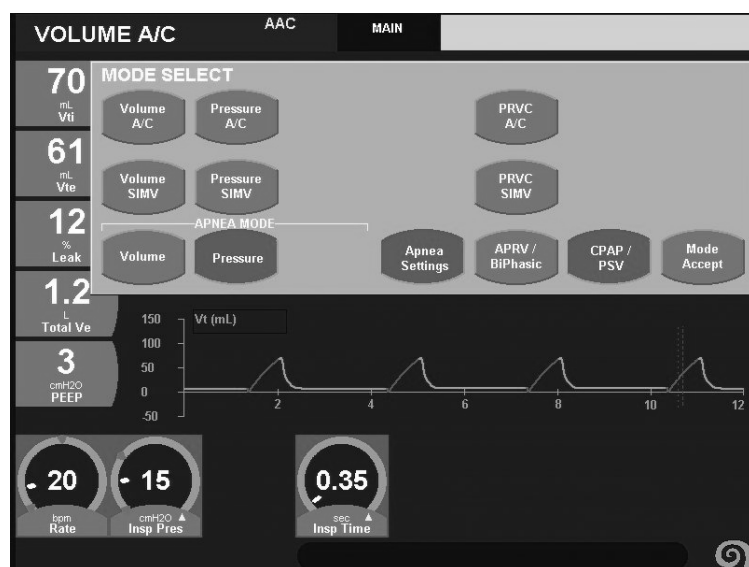 VOLUME A/C
AAC
MAIN
MODE SELECT
70
mL
Vti
61
mL
Vte
12
%
Leak
1.2
L
Total Ve
3
cmH2O
PEEP
Volume
A/C
Pressure
A/C
PRVC
A/C
Volume
SIMV
Pressure
SIMV
PRVC
SIMV
APNEA MODE
Volume
Pressure
Apnea
Settings
APRV /
BiPhasic
CPAP /
PSV
Mode
Accept
Vt (mL)
150
100
50
0
-50
2
4
6
8
10
12
20
bpm
Rate
15
cmH2O
Insp Pres
0.35
sec
Insp Time